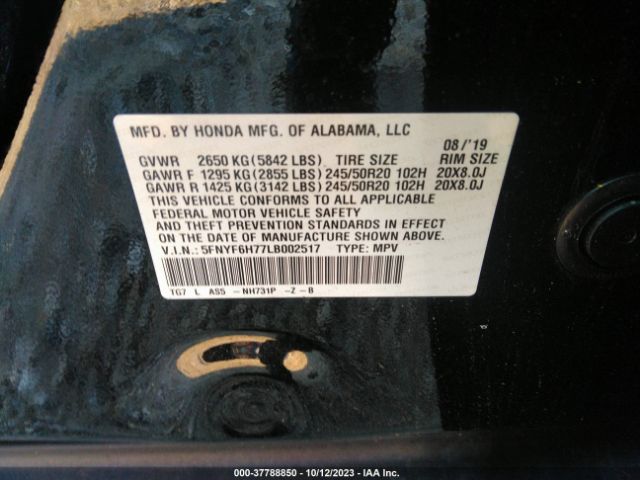 MFD. BY HONDA MFG. OF ALABAMA, LLC 08/'19
GVWR 2650 KG(5842 LBS) TIRE SIZE RIM SIZE
GAWR F 1295 KG(2855 LBS)245/50R20 102H 20X8.0J
GAWR R 1425 KG(3142 LBS)245/50R20 102H 20X8.0J
THIS VEHICLE CONFORMS TO ALL APPLICABLE
FEDERAL MOTOR VEHICLE SAFETY
AND THEFT PREVENTION STANDARDS IN EFFECT
ON THE DATE OF MANUFACTURE SHOWN ABOVE.
V.I.N.: 5FNYF6H77LB002517 TYPE: MPV
TG7 L AS5 -NH731P -Z-B
000-37788850 - 10/12/2023 - IAA Inc.